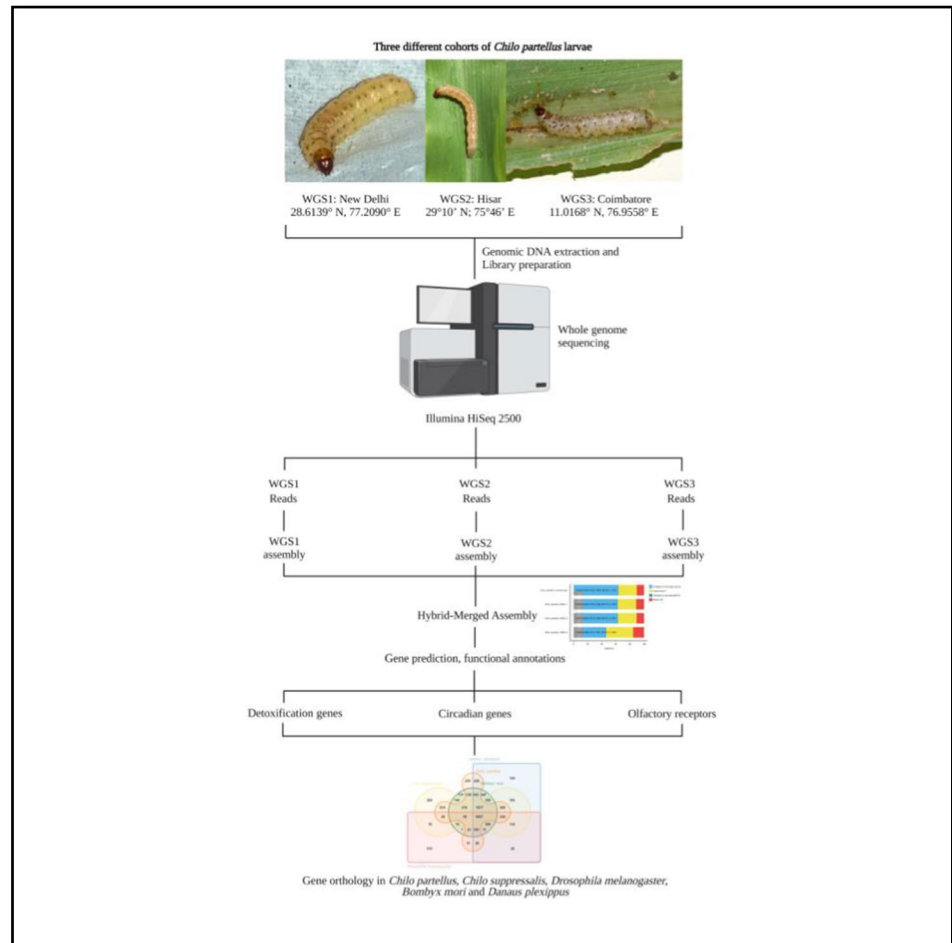 Three different cohorts of Chilo partellus larvae
WGS1: New Delhi
28.6139° N, 77.2090° E
WGS2: Hisar
29°10’ N; 75°46’ E
WGS3: Coimbatore
11.0168° N, 76.9558° E
Genomic DNA extraction and
Library preparation
Whole genome
sequencing
Illumina HiSeq 2500
WGS1
Reads
WGS2
Reads
WGS3
Reads
WGS1
assembly
WGS2
assembly
WGS3
assembly
Hybrid-Merged Assembly
Gene prediction, functional annotations
Detoxification genes
Circadian genes
Olfactory receptors
Gene orthology in Chilo partellus, Chilo suppressalis, Drosophila melanogaster,
Bombyx mori and Danaus plexippus